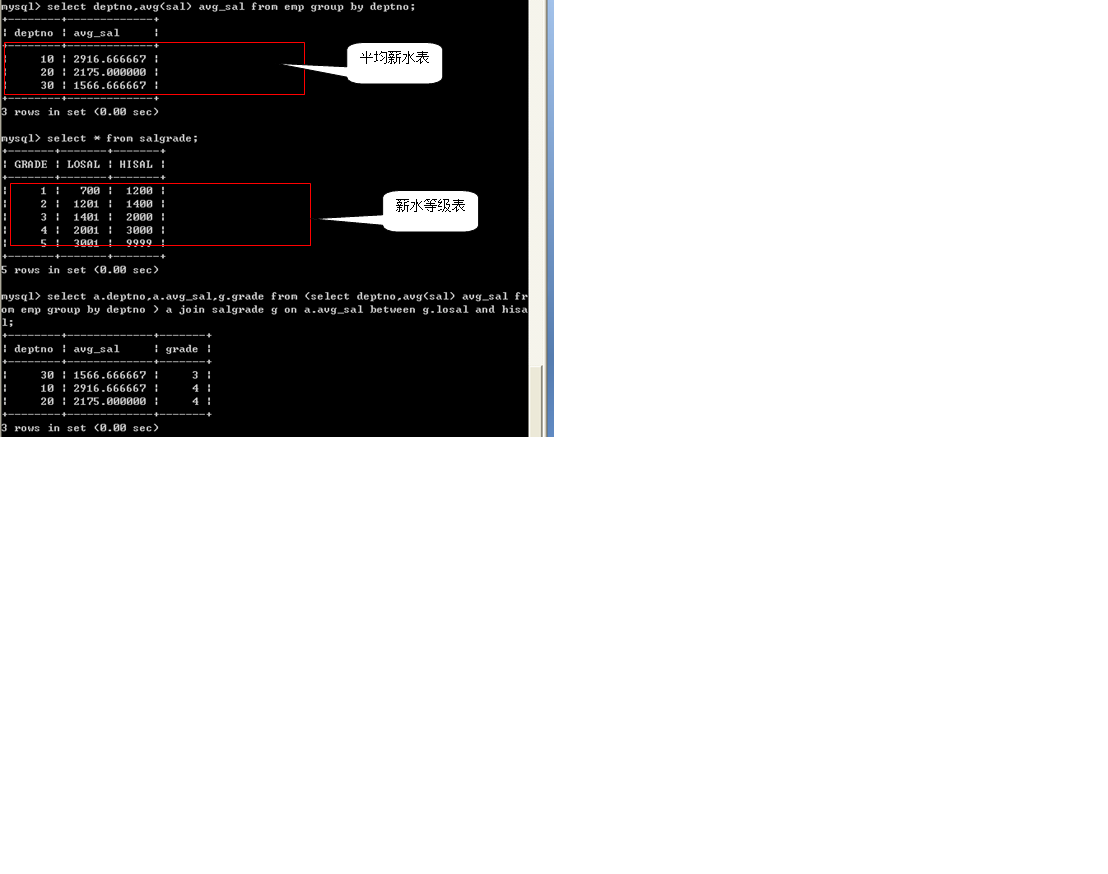 mysql> select deptno,avg(sal) avg_sal from emp group by deptno;
+--------+-------------+
| deptno | avg_sal     |
+--------+-------------+
|     10 | 2916.666667 |
|     20 | 2175.000000 |
|     30 | 1566.666667 |
+--------+-------------+
平均薪水表
3 rows in set (0.00 sec)
mysql> select * from salgrade;
+-------+-------+-------+
| GRADE | LOSAL | HISAL |
+-------+-------+-------+
|     1 |   700 |  1200 |
|     2 |  1201 |  1400 |
|     3 |  1401 |  2000 |
|     4 |  2001 |  3000 |
|     5 |  3001 |  9999 |
+-------+-------+-------+
薪水等级表
5 rows in set (0.00 sec)
mysql> select a.deptno,a.avg_sal,g.grade from (select deptno,avg(sal) avg_sal fr
om emp group by deptno ) a join salgrade g on a.avg_sal between g.losal and hisa
l;
+--------+-------------+-------+
| deptno | avg_sal     | grade |
+--------+-------------+-------+
|     30 | 1566.666667 |     3 |
|     10 | 2916.666667 |     4 |
|     20 | 2175.000000 |     4 |
+--------+-------------+-------+
3 rows in set (0.00 sec)